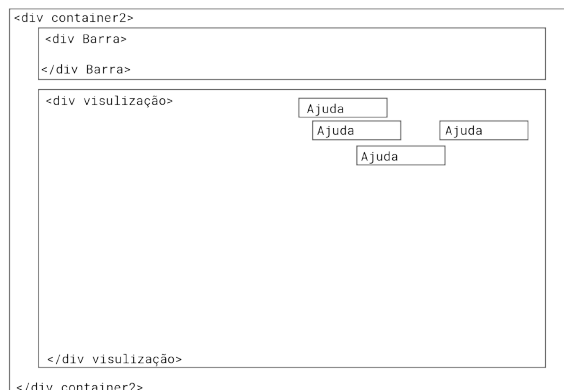 <div container2>
<div Barra>
</div Barra>
<div visulização>
Ajuda
Ajuda
Ajuda
Ajuda
</div visulização>
</div container2>